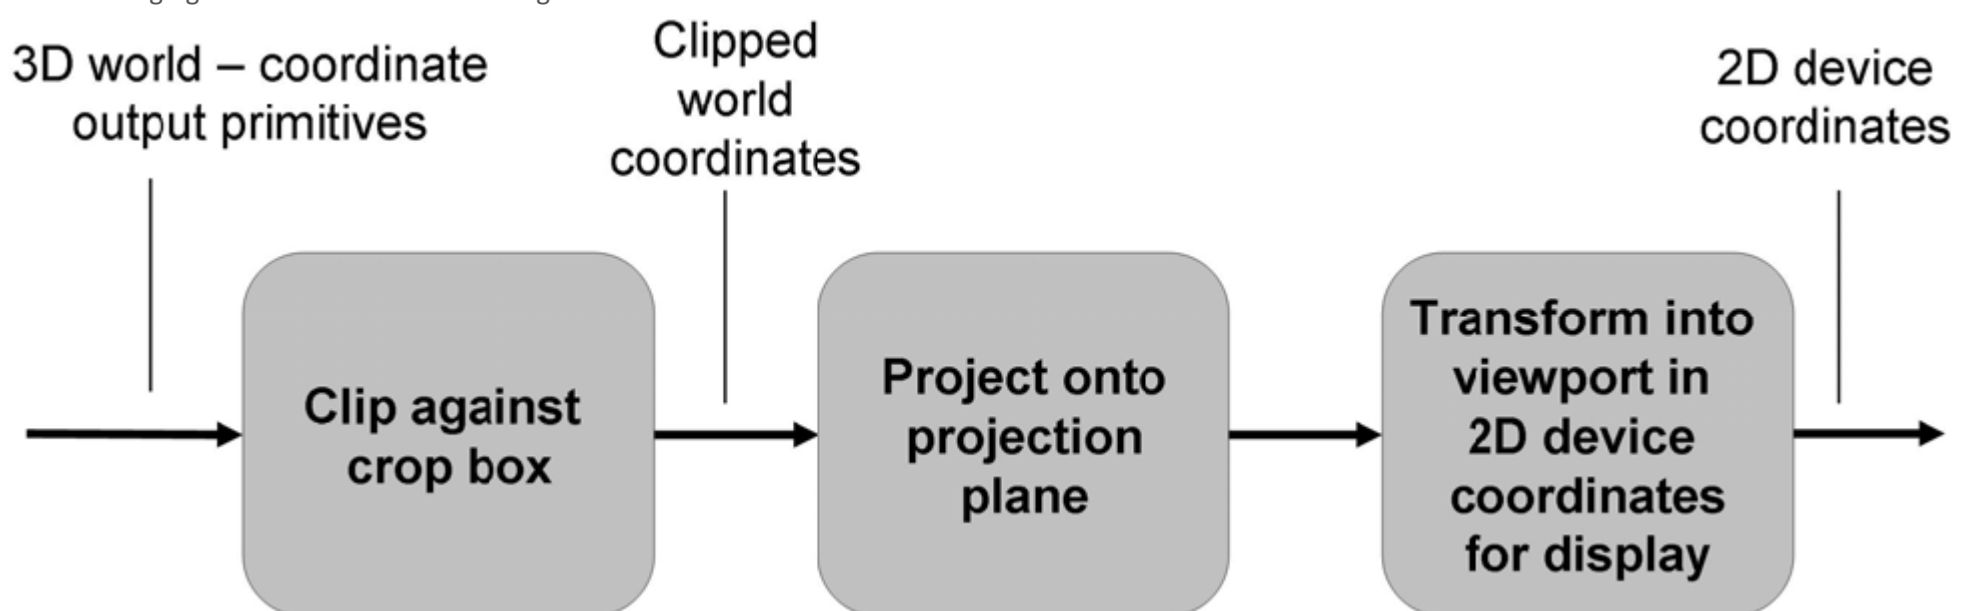 3D world – coordinate
output primitives
Clipped
world
coordinates
2D device
coordinates
Clip against
crop box
Project onto
projection
plane
Transform into
viewport in
2D device
coordinates
for display